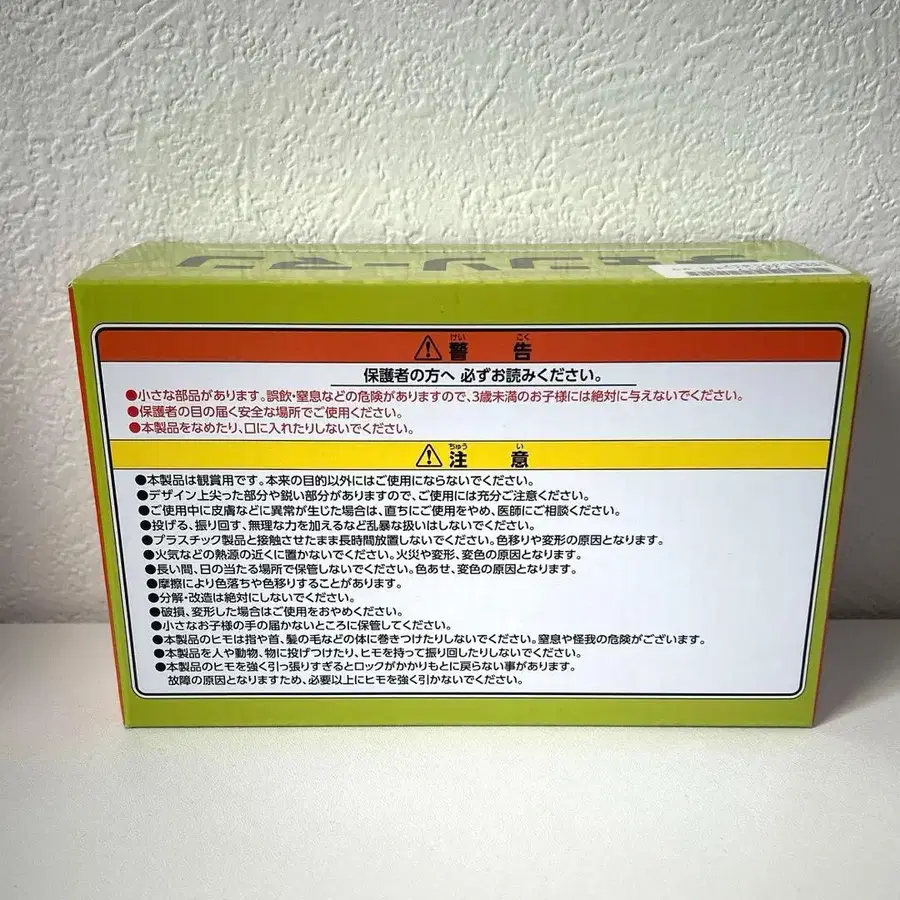 チェンソーマン
警告
けい こく
保護者の方へ 必ずお読みください。
●小さな部品があります。誤飲・窒息などの危険がありますので、3歳未満のお子様には絶対に与えないでください。
●保護者の目の届く安全な場所でご使用ください。
●本製品をなめたり、口に入れたりしないでください。
注意
ちゅう い
●本製品は観賞用です。本来の目的以外にはご使用にならないでください。
●デザイン上尖った部分や鋭い部分がありますので、ご使用には充分ご注意ください。
●ご使用中に皮膚などに異常が生じた場合は、直ちにご使用をやめ、医師にご相談ください。
●投げる、振り回す、無理な力を加えるなど乱暴な扱いはしないでください。
●プラスチック製品と接触させたまま長時間放置しないでください。色移りや変形の原因となります。
●火気などの熱源の近くに置かないでください。火災や変形、変色の原因となります。
●長い間、日の当たる場所で保管しないでください。色あせ、変色の原因となります。
●摩擦により色落ちや色移りすることがあります。
●分解・改造は絶対にしないでください。
●破損、変形した場合はご使用をおやめください。
●小さなお子様の手の届かないところに保管してください。
●本製品のヒモは指や首、髪の毛などの体に巻きつけたりしないでください。窒息や怪我の危険がございます。
●本製品を人や動物、物に投げつけたり、ヒモを持って振り回したりしないでください。
●本製品のヒモを強く引っ張りすぎるとロックがかかりもとに戻らない事があります。
故障の原因となりますため、必要以上にヒモを強く引かないでください。